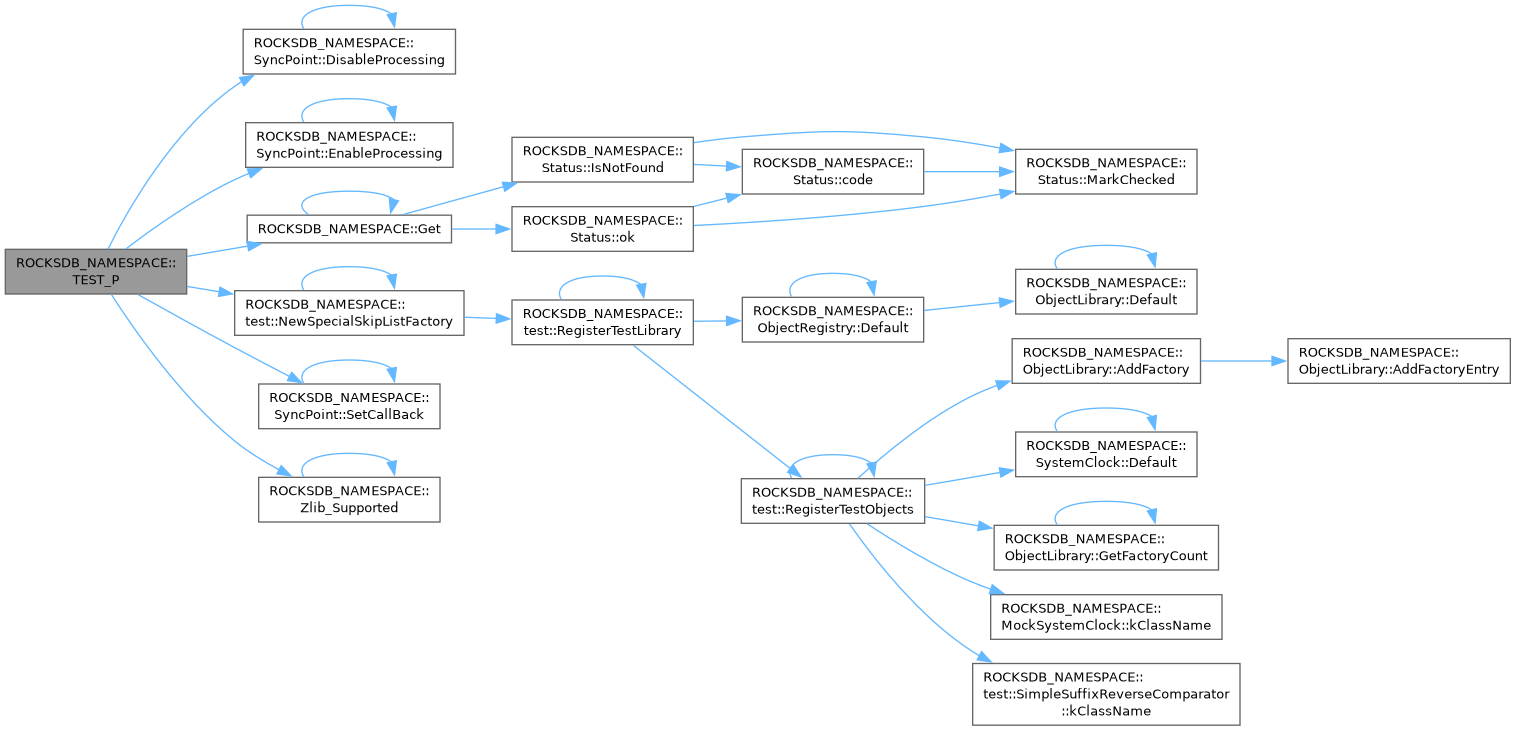 ROCKSDB_NAMESPACE::
TEST_P
ROCKSDB_NAMESPACE::
SyncPoint::DisableProcessing
ROCKSDB_NAMESPACE::
SyncPoint::EnableProcessing
ROCKSDB_NAMESPACE::Get
ROCKSDB_NAMESPACE::
test::NewSpecialSkipListFactory
ROCKSDB_NAMESPACE::
SyncPoint::SetCallBack
ROCKSDB_NAMESPACE::
Zlib_Supported
ROCKSDB_NAMESPACE::
Status::IsNotFound
ROCKSDB_NAMESPACE::
Status::ok
ROCKSDB_NAMESPACE::
test::RegisterTestLibrary
ROCKSDB_NAMESPACE::
Status::code
ROCKSDB_NAMESPACE::
ObjectRegistry::Default
ROCKSDB_NAMESPACE::
test::RegisterTestObjects
ROCKSDB_NAMESPACE::
Status::MarkChecked
ROCKSDB_NAMESPACE::
ObjectLibrary::Default
ROCKSDB_NAMESPACE::
ObjectLibrary::AddFactory
ROCKSDB_NAMESPACE::
SystemClock::Default
ROCKSDB_NAMESPACE::
ObjectLibrary::GetFactoryCount
ROCKSDB_NAMESPACE::
MockSystemClock::kClassName
ROCKSDB_NAMESPACE::
test::SimpleSuffixReverseComparator
::kClassName
ROCKSDB_NAMESPACE::
ObjectLibrary::AddFactoryEntry